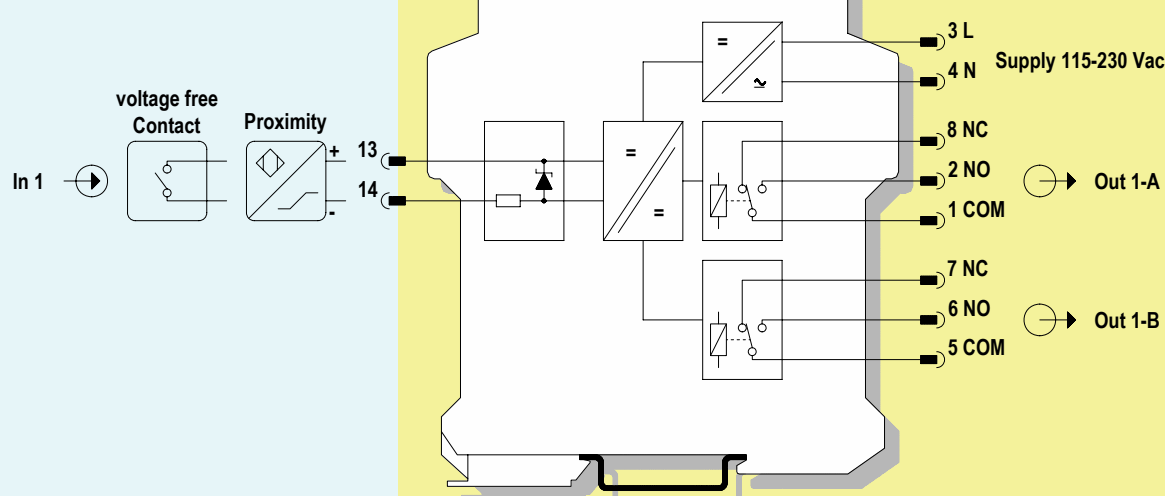 3 L
4 N
Supply 115-230 Vac
voltage free
Contact
Proximity
In 1
+
-
13
14
=
=
=
8 NC
2 NO
1 COM
Out 1-A
7 NC
6 NO
5 COM
Out 1-B